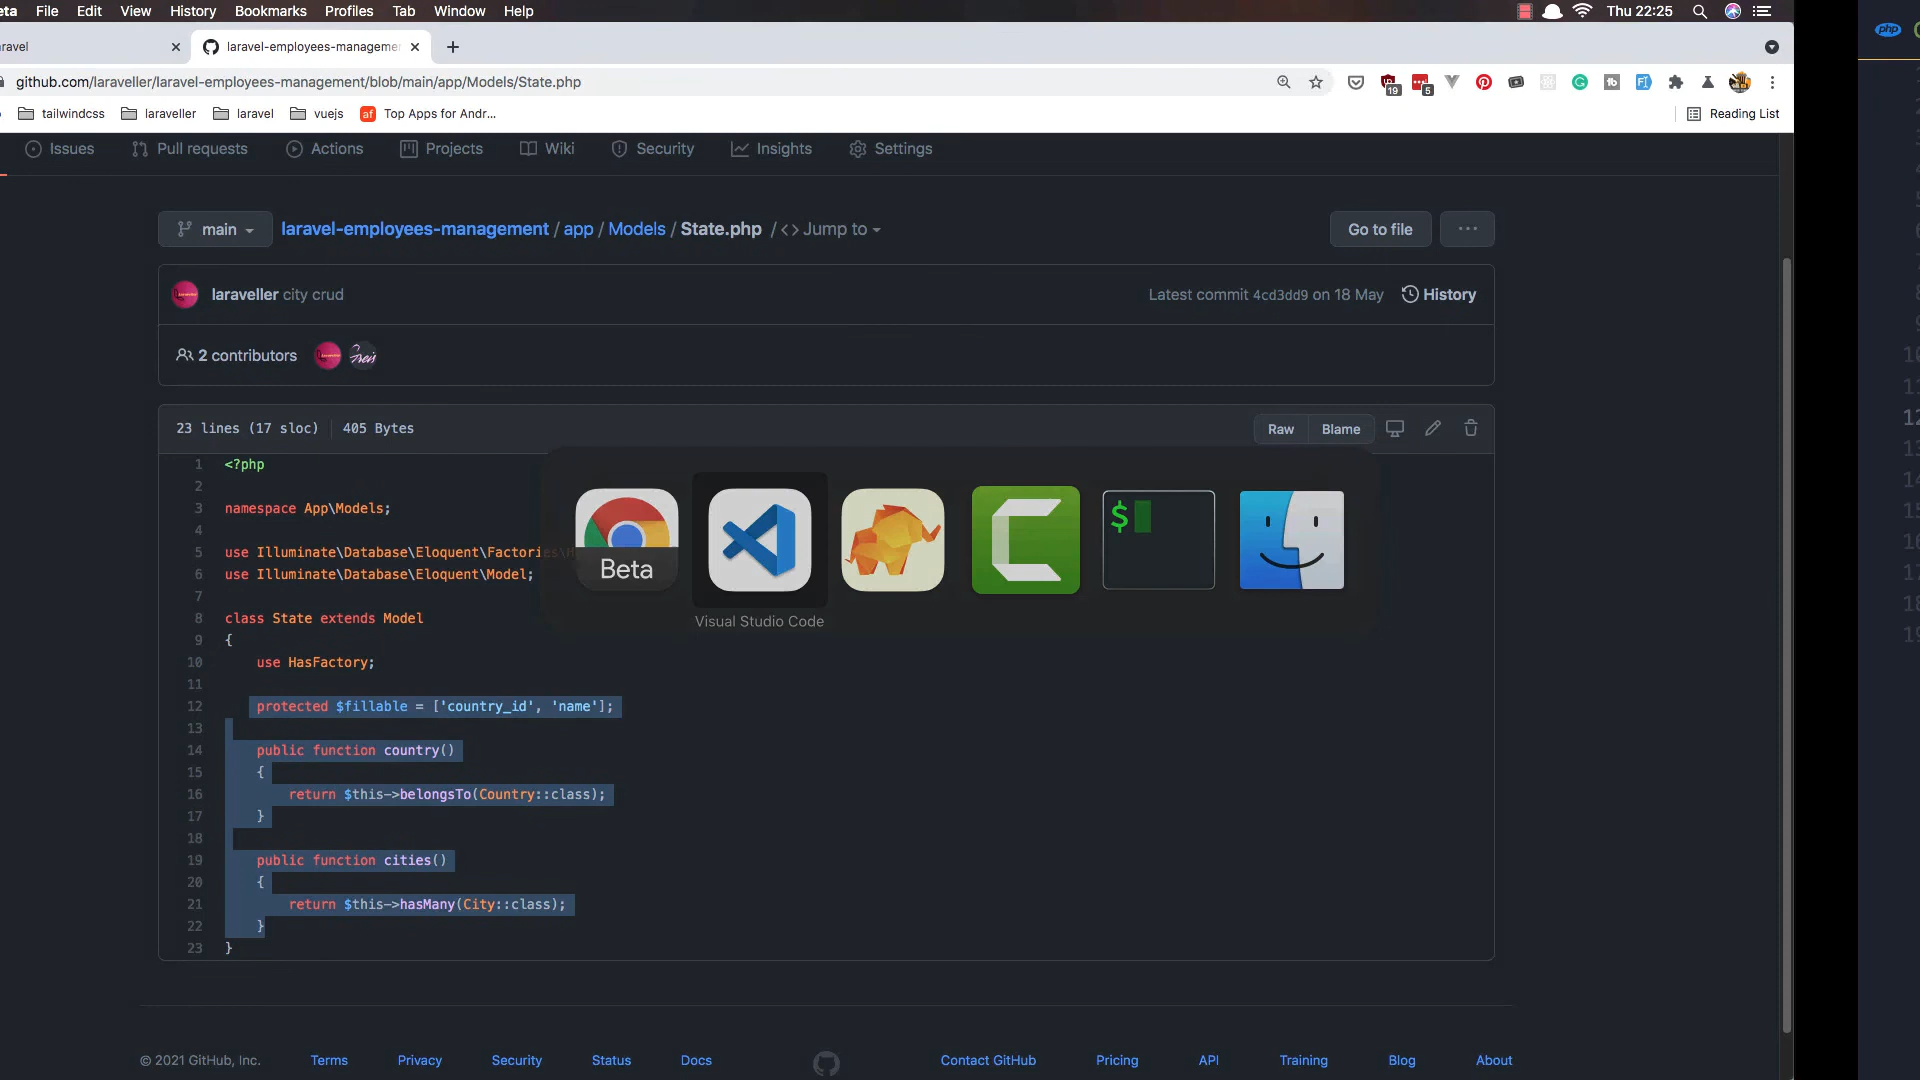 File Edit View History Bookmarks Profiles Tab Window Help Thu 22:25
laravel-employees-manageme
github.com/laraveller/laravel-employees-management/blob/main/app/Models/State.php 19 5
tailwindcss laraveller laravel vuejs af Top Apps for Andr... Reading List
Issues Pull requests Actions Projects Wiki Security Insights Settings
main laravel-employees-management / app / Models / State.php / <> Jump to Go to file ...
laraveller city crud Latest commit 4cd3dd9 on 18 May History
2 contributors
23 lines (17 sloc) 405 Bytes Raw Blame
1 <?php
2
3 namespace App\Models;
4
5 use Illuminate\Database\Eloquent\Factories\H
6 use Illuminate\Database\Eloquent\Model;
7
8 class State extends Model
9 {
10 use HasFactory;
11
12 protected $fillable = ['country_id', 'name'];
13
14 public function country()
15 {
16 return $this->belongsTo(Country::class);
17 }
18
19 public function cities()
20 {
21 return $this->hasMany(City::class);
22 }
23 }
Beta
$
Visual Studio Code
php
© 2021 GitHub, Inc. Terms Privacy Security Status Docs Contact GitHub Pricing API Training Blog About